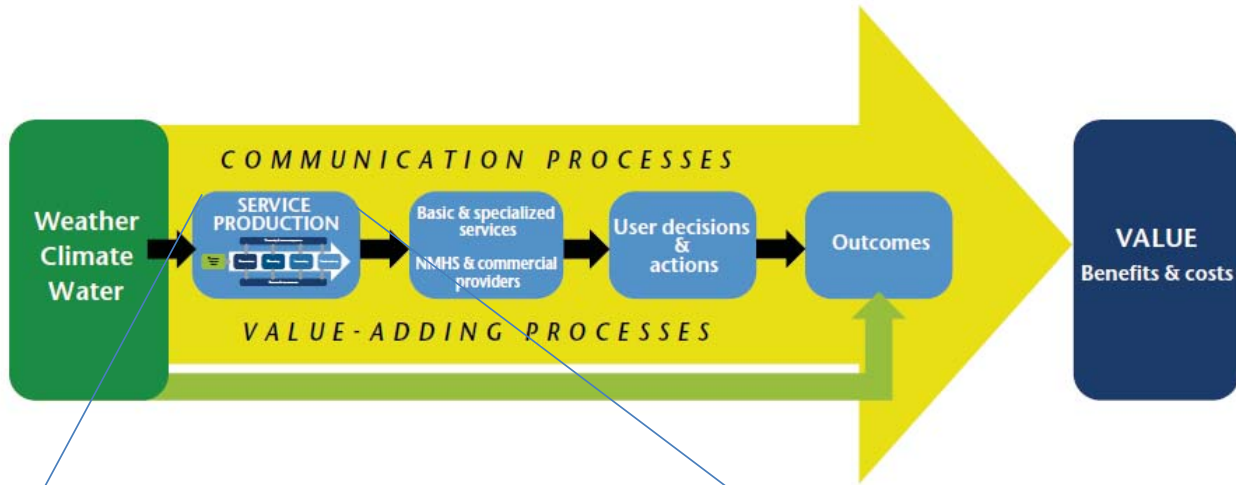 COMMUNICATION PROCESSES
Weather
Climate
Water
SERVICE
PRODUCTION
Basic & specialized
services
NMHS & commercial
providers
User decisions
&
actions
Outcomes
VALUE
Benefits & costs
VALUE-ADDING PROCESSES